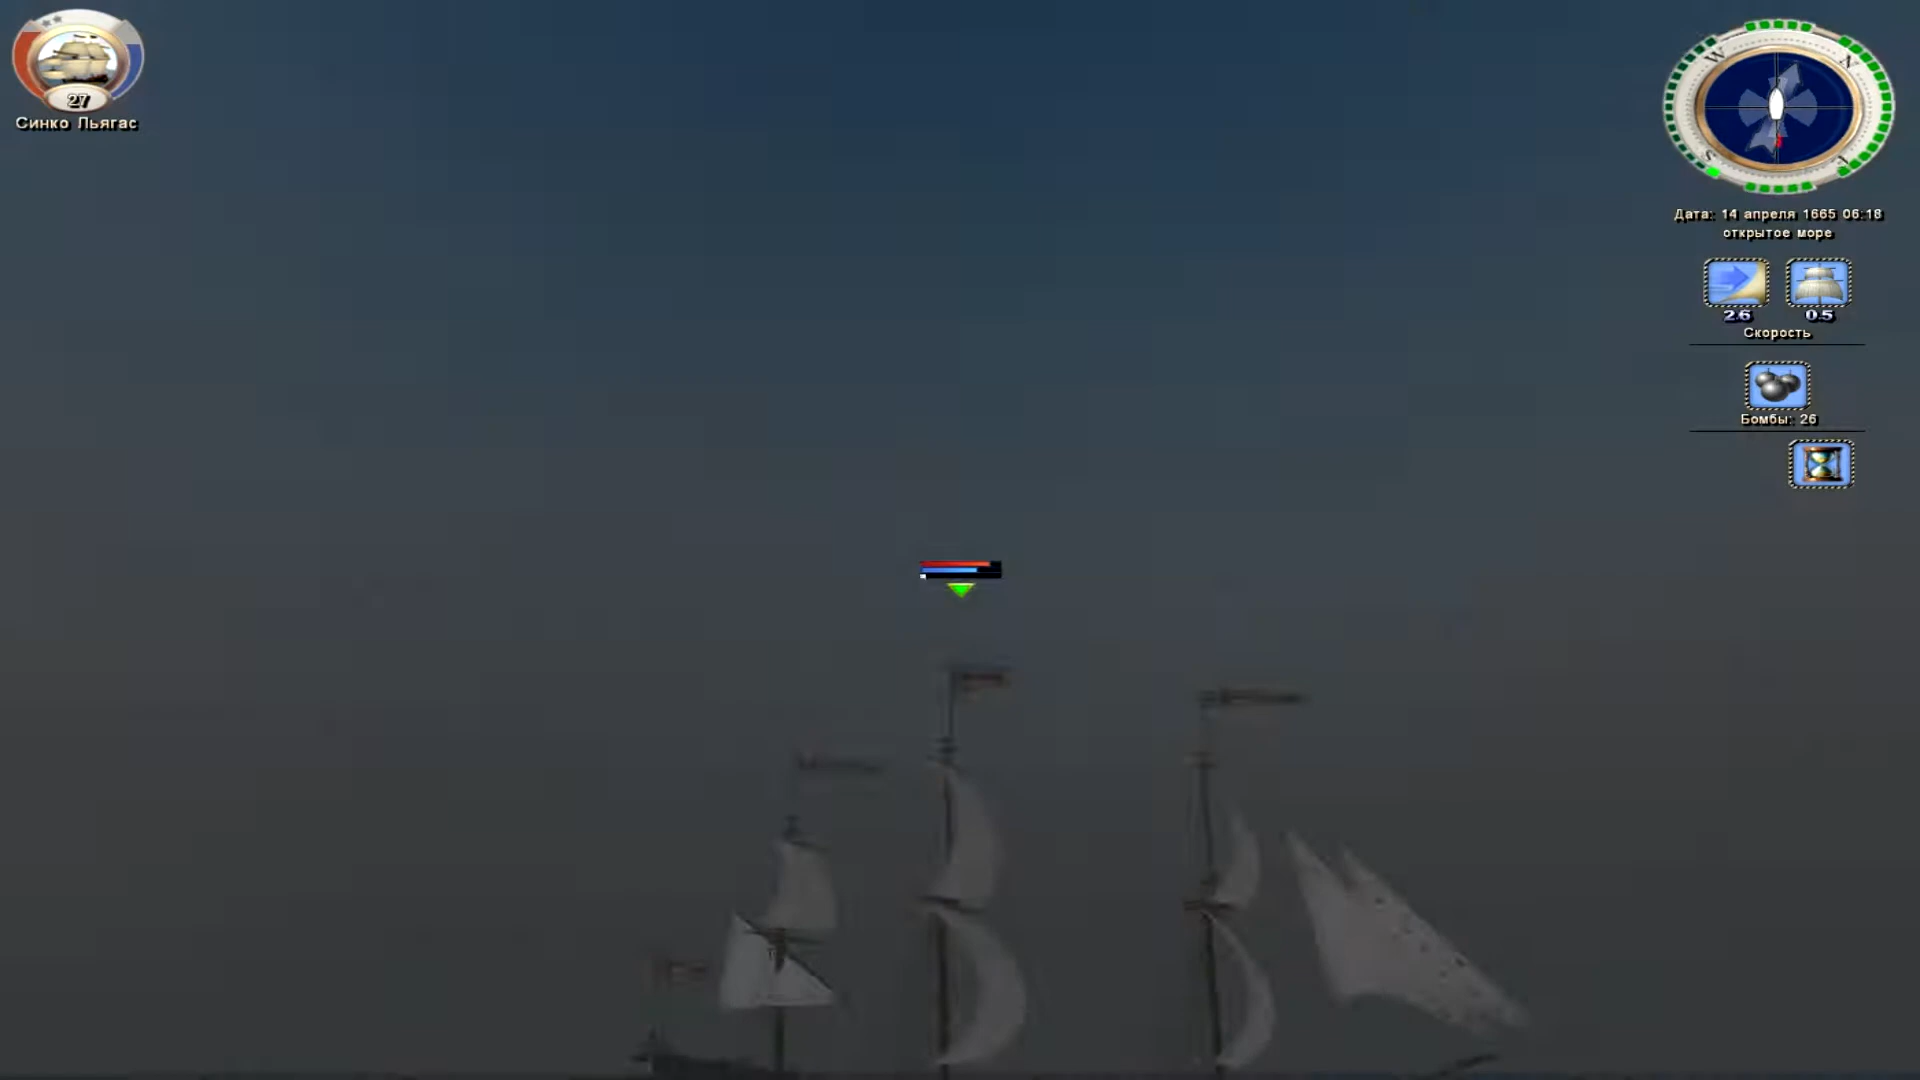 27
Синко Льягас
W
N
S
Дата: 14 апреля 1665 06:18
открытое море
2.6 0.5
Скорость
Бомбы: 26